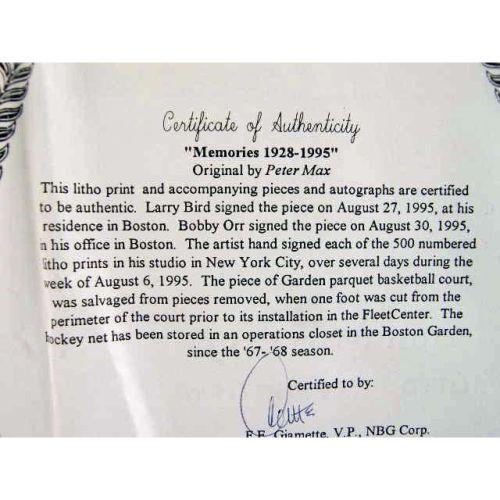 Certificate of Authenticity
"Memories 1928-1995"
Original by Peter Max
This litho print and accompanying pieces and autographs are certified
to be authentic. Larry Bird signed the piece on August 27, 1995, at his
residence in Boston. Bobby Orr signed the piece on August 30, 1995,
n his office in Boston. The artist hand signed each of the 500 numbered
litho prints in his studio in New York City, over several days during the
week of August 6, 1995. The piece of Garden parquet basketball court,
was salvaged from pieces removed, when one foot was cut from the
perimeter of the court prior to its installation in the FleetCenter. The
hockey net has been stored in an operations closet in the Boston Garden,
since the '67-'68 season.
Certified to by:
Giamette, V.P., NBG Corp.